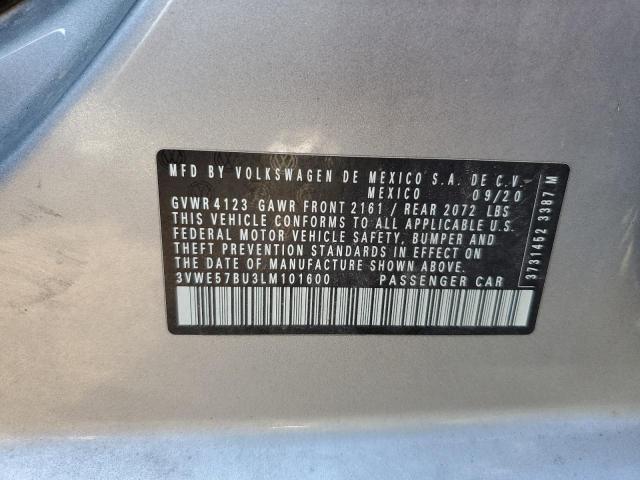 MFD BY VOLKSWAGEN DE MEXICO S.A. DE C.V.
MEXICO 09/20
GVWR 4123 GAWR FRONT 2161 / REAR 2072 LBS
THIS VEHICLE CONFORMS TO ALL APPLICABLE U.S.
FEDERAL MOTOR VEHICLE SAFETY, BUMPER AND
THEFT PREVENTION STANDARDS IN EFFECT ON
THE DATE OF MANUFACTURE SHOWN ABOVE.
3VWE57BU3LM101600 PASSENGER CAR
3731452 3387 M